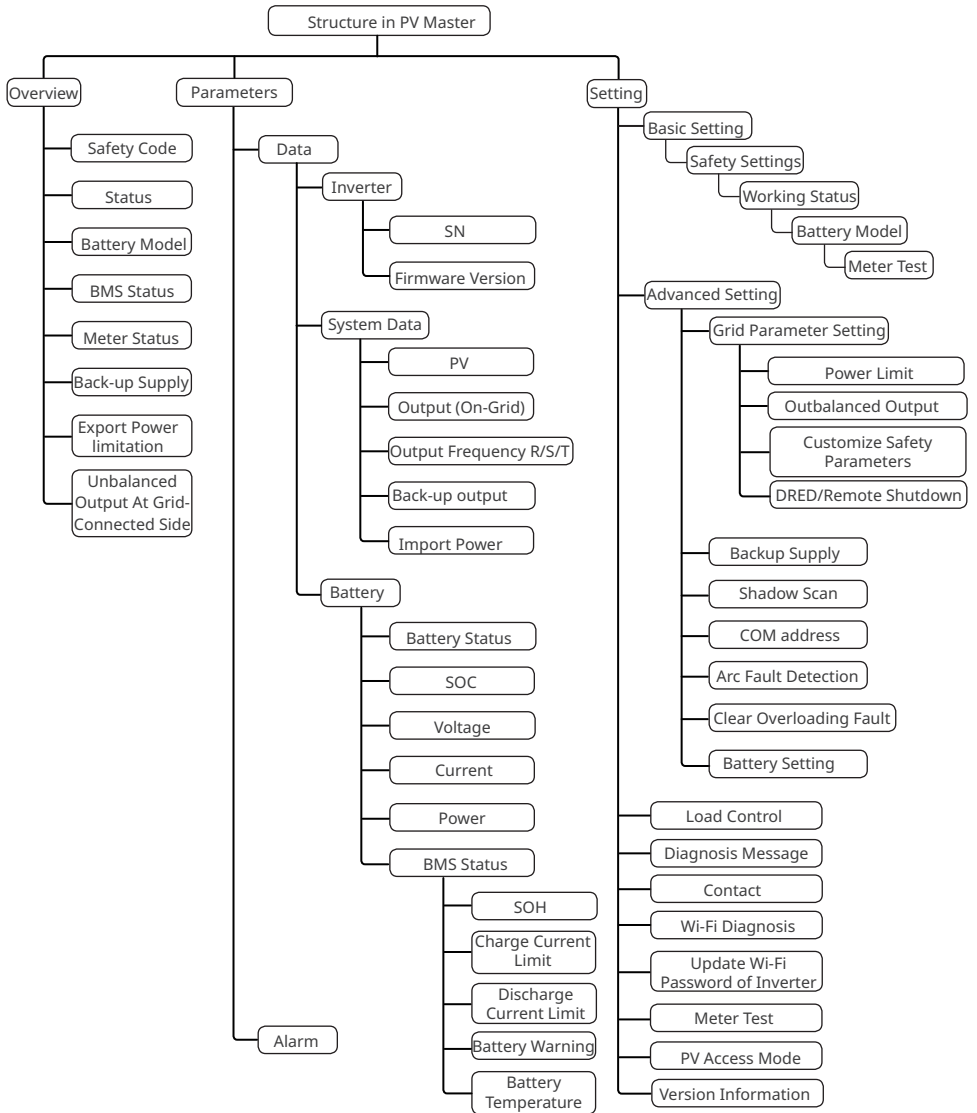 Structure in PV Master
Overview
Safety Code
Status
Battery Model
BMS Status
Meter Status
Back-up Supply
Export Power
limitation
Unbalanced
Output At Grid-
Connected Side
Parameters
Data
Inverter
SN
Firmware Version
System Data
PV
Output (On-Grid)
Output Frequency R/S/T
Back-up output
Import Power
Battery
Battery Status
SOC
Voltage
Current
Power
BMS Status
SOH
Charge Current
Limit
Discharge
Current Limit
Battery Warning
Battery
Temperature
Alarm
Setting
Basic Setting
Safety Settings
Working Status
Battery Model
Meter Test
Advanced Setting
Grid Parameter Setting
Power Limit
Outbalanced Output
Customize Safety
Parameters
DRED/Remote Shutdown
Backup Supply
Shadow Scan
COM address
Arc Fault Detection
Clear Overloading Fault
Battery Setting
Load Control
Diagnosis Message
Contact
Wi-Fi Diagnosis
Update Wi-Fi
Password of Inverter
Meter Test
PV Access Mode
Version Information